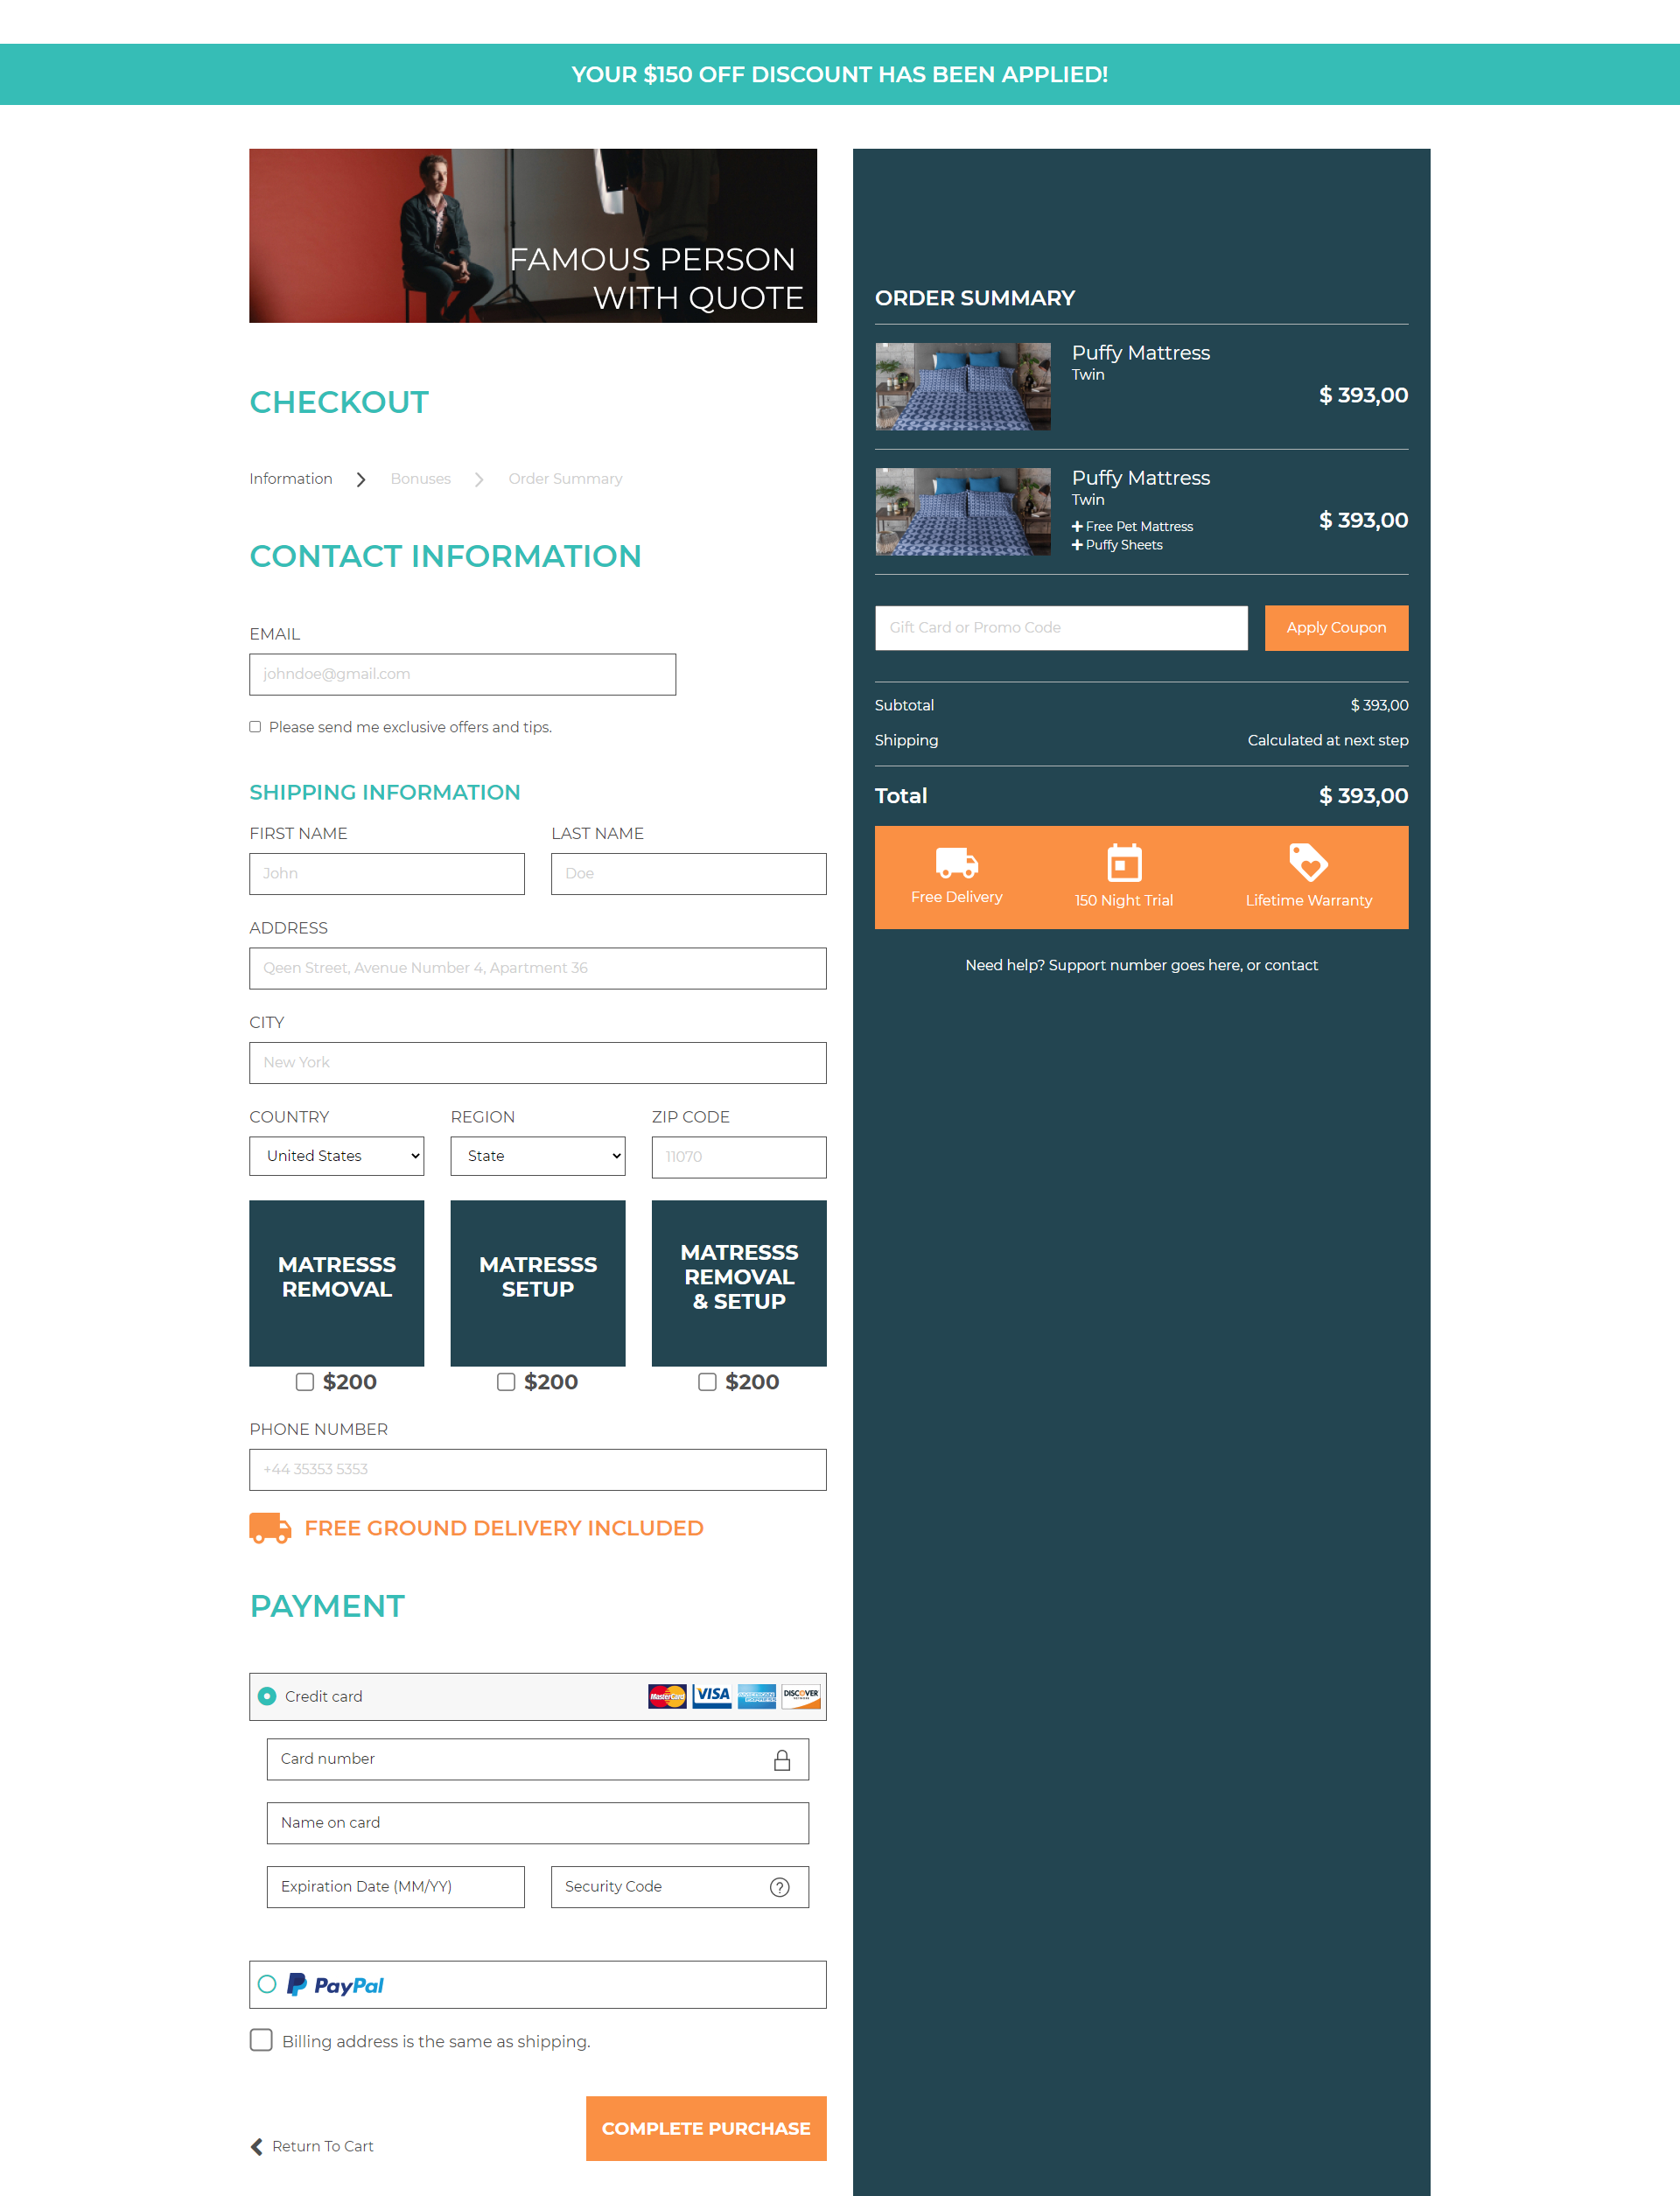 YOUR $150 OFF DISCOUNT HAS BEEN APPLIED!
FAMOUS PERSON
WITH QUOTE
CHECKOUT
Information
Bonuses
Order Summary
CONTACT INFORMATION
EMAIL
johndoe@gmail.com
Please send me exclusive offers and tips.
SHIPPING INFORMATION
FIRST NAME
LAST NAME
John
Doe
ADDRESS
Qeen Street, Avenue Number 4, Apartment 36
CITY
New York
COUNTRY
REGION
ZIP CODE
United States
State
11070
MATRESSS
REMOVAL
MATRESSS
SETUP
MATRESSS
REMOVAL
& SETUP
$200
$200
$200
PHONE NUMBER
+44 35353 5353
FREE GROUND DELIVERY INCLUDED
PAYMENT
Credit card
MasterCard
VISA
AMERICAN EXPRESS
DISCOVER
Card number
Name on card
Expiration Date (MM/YY)
Security Code
?
PayPal
Billing address is the same as shipping.
Return To Cart
COMPLETE PURCHASE
ORDER SUMMARY
Puffy Mattress
Twin
$ 393,00
Puffy Mattress
Twin
Free Pet Mattress
Puffy Sheets
$ 393,00
Gift Card or Promo Code
Apply Coupon
Subtotal
$ 393,00
Shipping
Calculated at next step
Total
$ 393,00
Free Delivery
150 Night Trial
Lifetime Warranty
Need help? Support number goes here, or contact